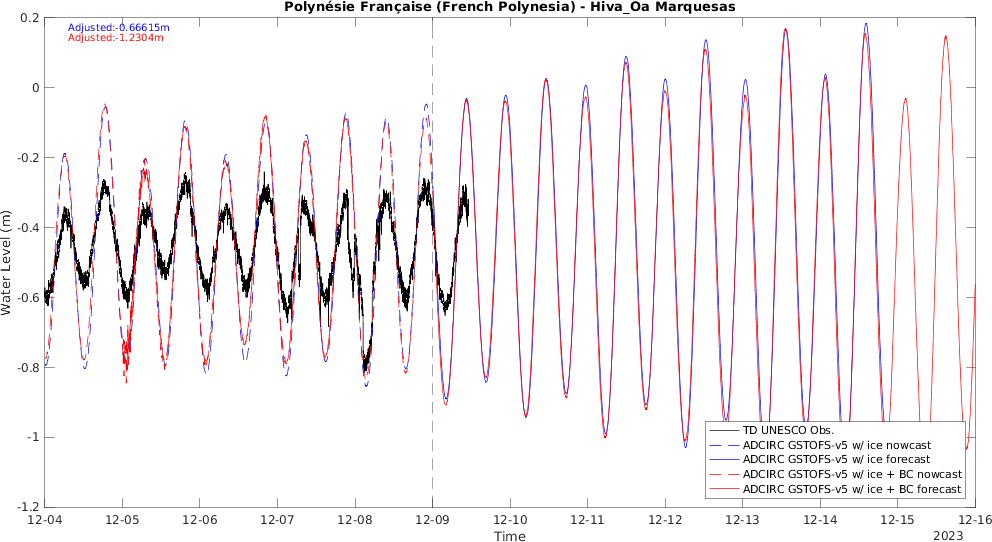 Polynésie Française (French Polynesia) - Hiva_Oa Marquesas
Adjusted:-0.66615m
Adjusted:-1.2304m
0.2
0
-0.2
-0.4
-0.6
-0.8
-1
-1.2
Water Level (m)
TD UNESCO Obs.
ADCIRC GSTOFS-v5 w/ ice nowcast
ADCIRC GSTOFS-v5 w/ ice forecast
ADCIRC GSTOFS-v5 w/ ice + BC nowcast
ADCIRC GSTOFS-v5 w/ ice + BC forecast
12-04 12-05 12-06 12-07 12-08 12-09 12-10 12-11 12-12 12-13 12-14 12-15 12-16
Time
2023